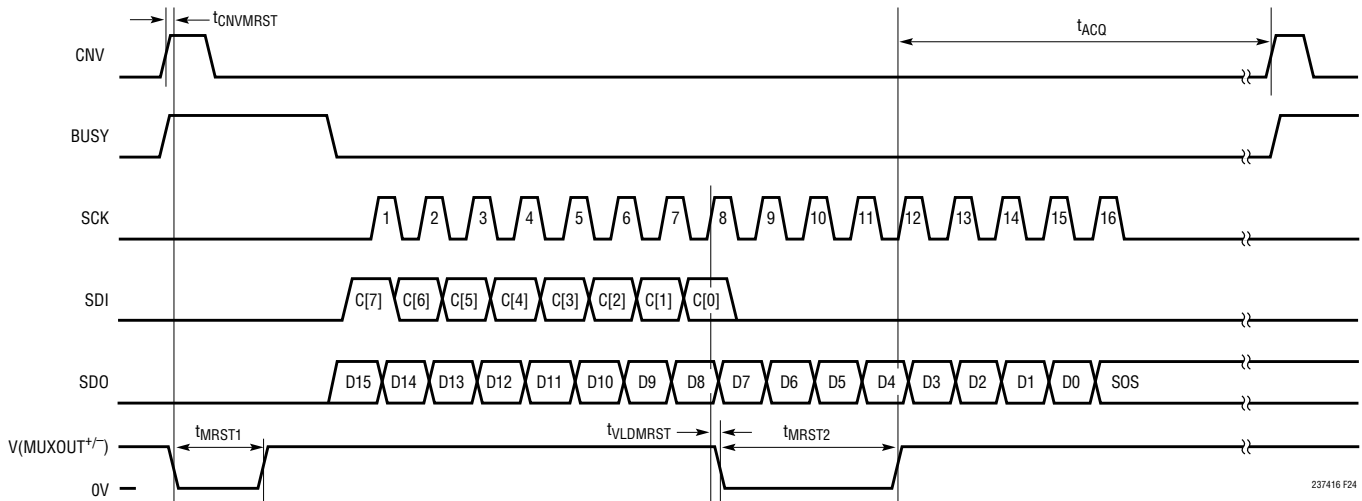 tCNVMRST
tACQ
CNV
BUSY
SCK 1 2 3 4 5 6 7 8 9 10 11 12 13 14 15 16
SDI C[7] C[6] C[5] C[4] C[3] C[2] C[1] C[0]
SDO D15 D14 D13 D12 D11 D10 D9 D8 D7 D6 D5 D4 D3 D2 D1 D0 SOS
tMRST1 tVLDMRST tMRST2
V(MUXOUT+/–)
0V
237416 F24